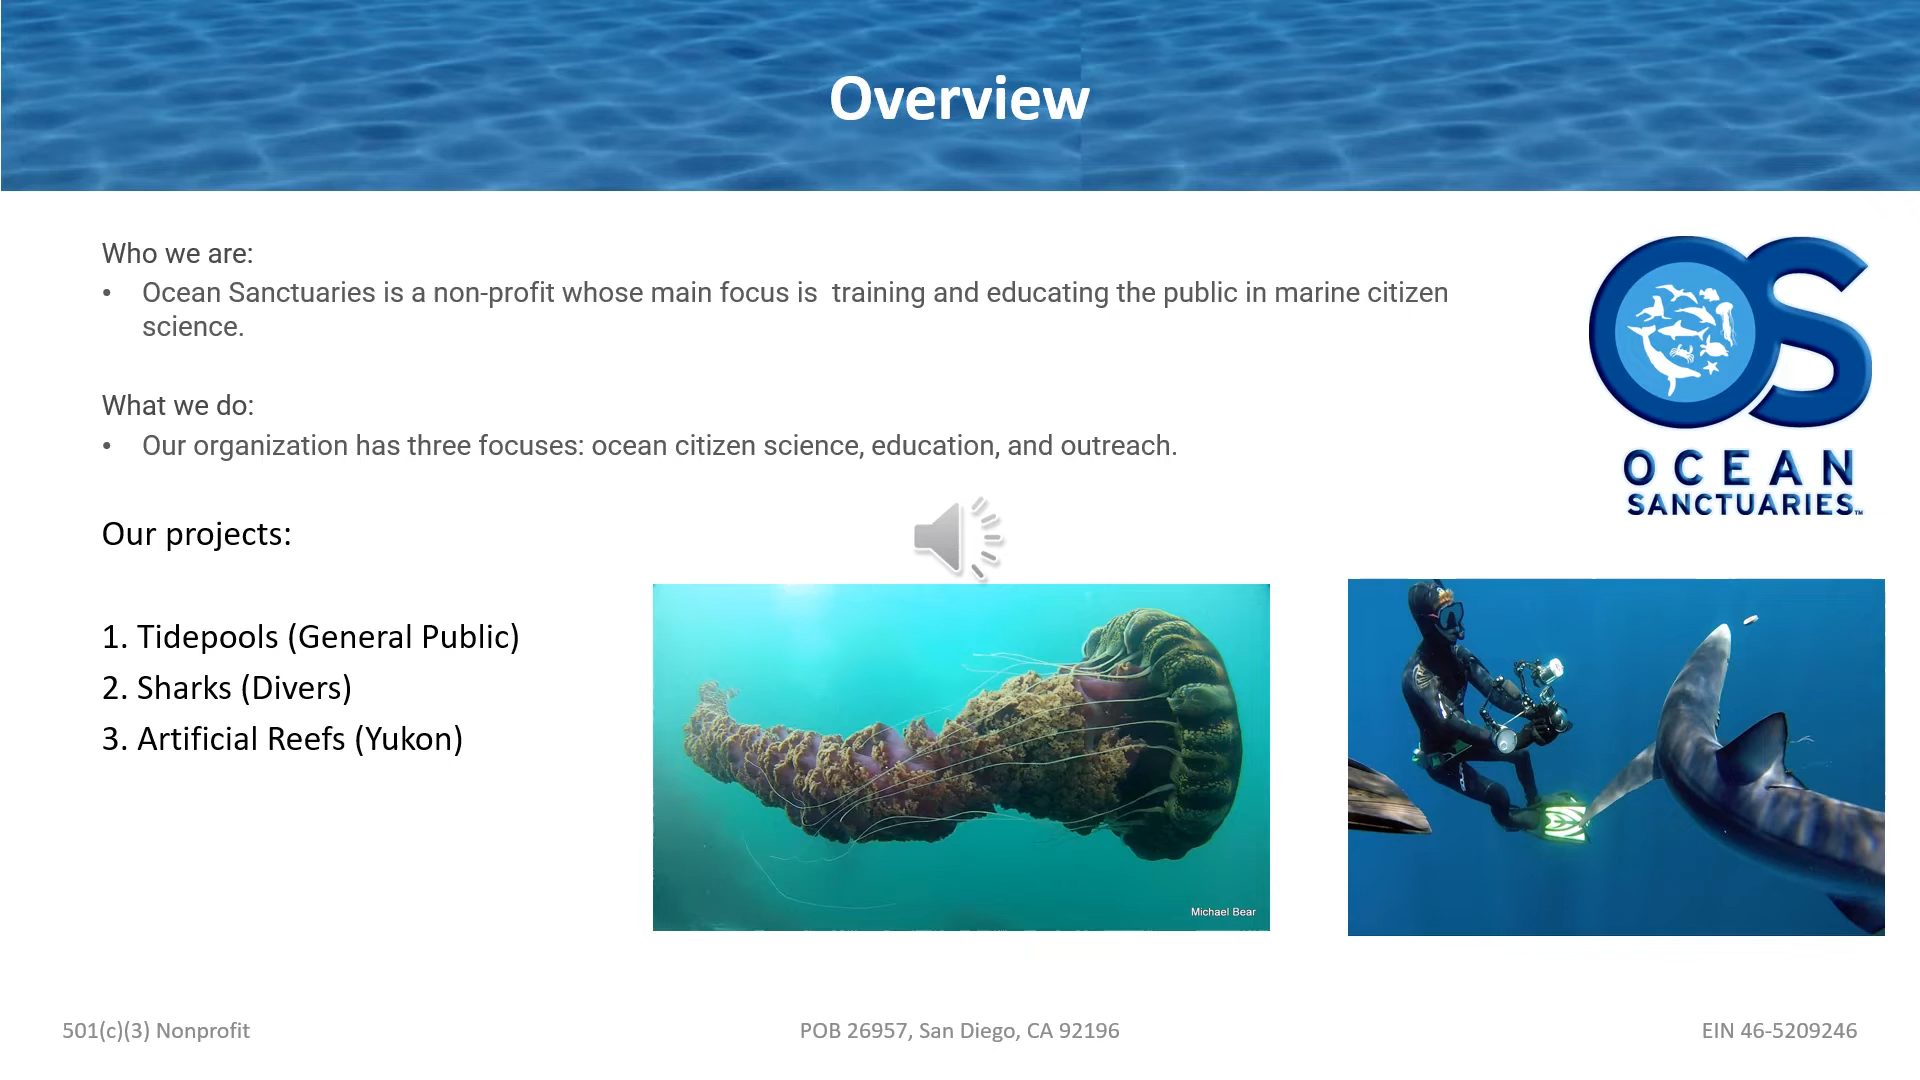 Overview
Who we are:
• Ocean Sanctuaries is a non-profit whose main focus is  training and educating the public in marine citizen
science.
What we do:
• Our organization has three focuses: ocean citizen science, education, and outreach.
OS
OCEAN
SANCTUARIES™
Our projects:
1. Tidepools (General Public)
2. Sharks (Divers)
3. Artificial Reefs (Yukon)
Michael Bear
501(c)(3) Nonprofit
POB 26957, San Diego, CA 92196
EIN 46-5209246